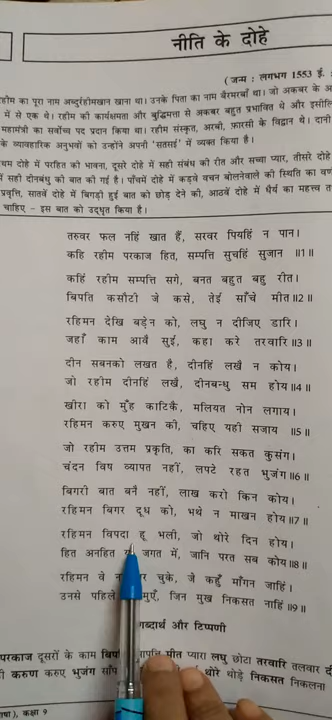 नीति के दोहे
(जन्म : लगभग 1553 ई. :
रहीम का पूरा नाम अब्दुर्रहीमखान खाना था। उनके पिता का नाम बैरमखाँ था। जो अकबर के अ
में से एक थे। रहीम की कार्यक्षमता और बुद्धिमत्ता से अकबर बहुत प्रभावित थे और इसीलि
महामंत्री का सर्वोच्च पद प्रदान किया था। रहीम संस्कृत, अरबी, फ़ारसी के विद्वान थे। दानी
के व्यावहारिक अनुभवों को उन्होंने अपनी 'सतसई' में व्यक्त किया है।
थम दोहे में परहित की भावना, दूसरे दोहे में सही संबंध की रीत और सच्चा प्यार, तीसरे दोहे
में सही दीनबंधु की बात की गई है। पाँचमें दोहे में कड़वे वचन बोलनेवाले की स्थिति का वर्ण
प्रवृत्ति, सातवें दोहे में बिगड़ी हुई बात को छोड़ देने की, आठवें दोहे में धैर्य का महत्त्व त
चाहिए - इस बात को उद्धृत किया है।
तरुवर फल नहिं खात हैं, सरवर पियहिं न पान।
कहि रहीम परकाज हित, सम्पत्ति सुचहिं सुजान ॥1॥
कहिं रहीम सम्पत्ति सगे, बनत बहुत बहु रीत।
बिपति कसौटी जे कसे, तेई साँचे मीत॥2॥
रहिमन देखि बड़ेन को, लघु न दीजिए डारि।
जहाँ काम आवैं सुई, कहा करे तरवारि॥3॥
दीन सबनको लखत है, दीनहिं लखैं न कोय।
जो रहीम दीनहिं लखैं, दीनबन्धु सम होय॥4॥
खीरा को मुँह काटिकै, मलियत नोन लगाय।
रहिमन करुए मुखन की, चहिए यही सजाय ॥5॥
जो रहीम उत्तम प्रकृति, का करि सकत कुसंग।
चंदन विष व्यापत नहीं, लपटे रहत भुजंग॥6॥
बिगरी बात बनै नहीं, लाख करो किन कोय।
रहिमन बिगर दूध को, भथे न माखन होय॥7॥
रहिमन विपदा हू भली, जो थोरे दिन होय।
हित अनहित जगत में, जानि परत सब कोय॥8॥
रहिमन वे चुके, जे कहुँ माँगन जाहिं।
उनसे पहिले मुएँ, जिन मुख निकसत नाहिं॥9॥
शब्दार्थ और टिप्पणी
परकाज दूसरों के काम मीत प्यारा लघु छोटा तरवारि तलवार दी
करुण करुए भुजंग साँप थोरे थोड़े निकसत निकलना
कक्षा 9